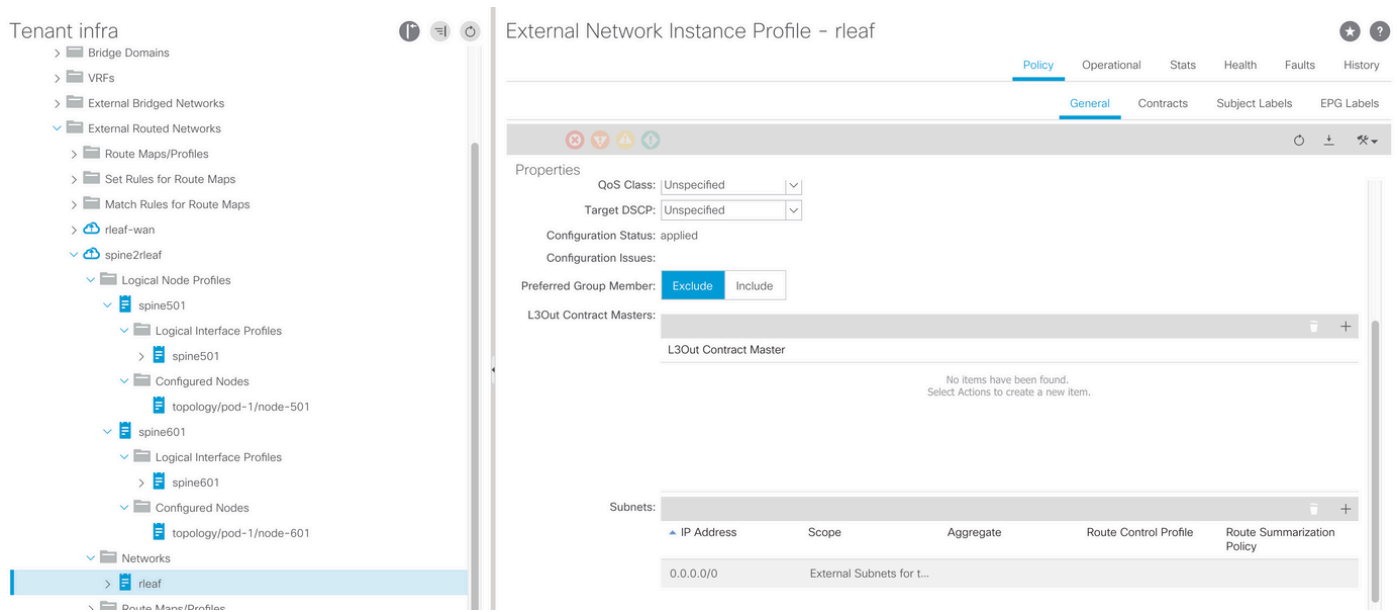 Tenant infra
Bridge Domains
VRFs
External Bridged Networks
External Routed Networks
Route Maps/Profiles
Set Rules for Route Maps
Match Rules for Route Maps
rleaf-wan
spine2rleaf
Logical Node Profiles
spine501
Logical Interface Profiles
spine501
Configured Nodes
topology/pod-1/node-501
spine601
Logical Interface Profiles
spine601
Configured Nodes
topology/pod-1/node-601
Networks
rleaf
Route Maps/Profiles
External Network Instance Profile - rleaf
Policy Operational Stats Health Faults History
General Contracts Subject Labels EPG Labels
Properties
QoS Class: Unspecified
Target DSCP: Unspecified
Configuration Status: applied
Configuration Issues:
Preferred Group Member: Exclude Include
L3Out Contract Masters:
L3Out Contract Master
No items have been found.
Select Actions to create a new item.
Subnets:
IP Address Scope Aggregate Route Control Profile Route Summarization
Policy
0.0.0.0/0 External Subnets for t...